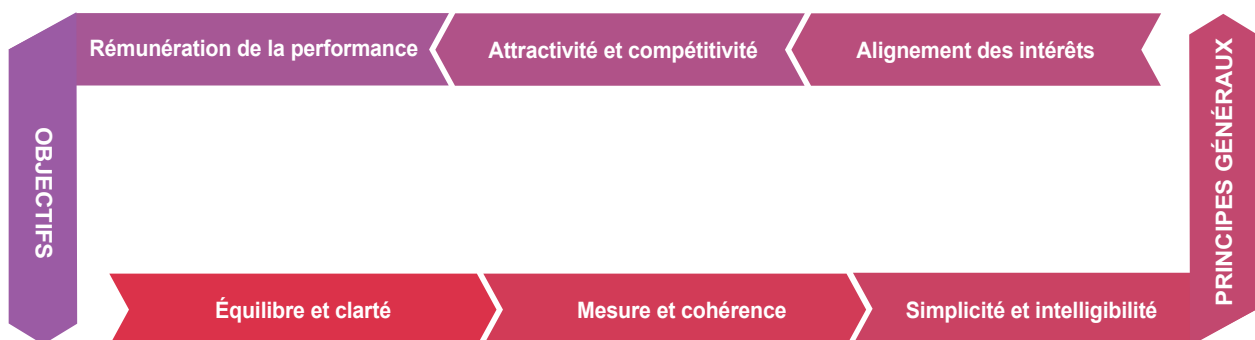 OBJECTIFS
Rémunération de la performance
Attractivité et compétitivité
Alignement des intérêts
PRINCIPES GÉNÉRAUX
Équilibre et clarté
Mesure et cohérence
Simplicité et intelligibilité